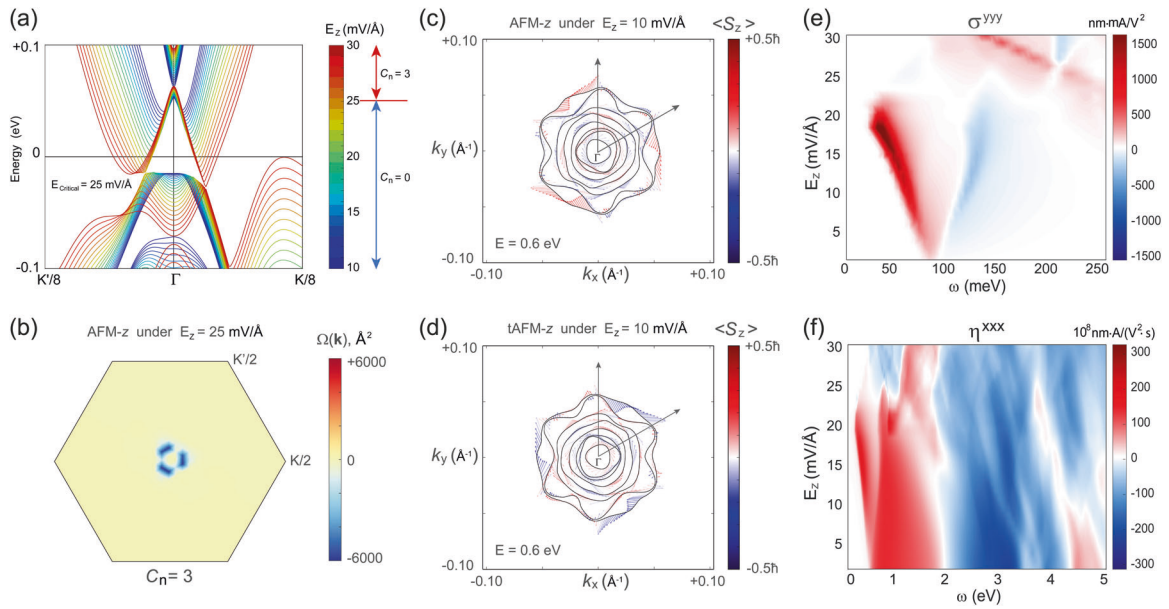 (a)
+0.1
0
-0.1
Energy (eV)
E_Critical = 25 mV/Å
K'/8
Γ
K/8
E_z (mV/Å)
30
25
20
15
10
C_n = 3
C_n = 0
(b)
AFM-z under E_z = 25 mV/Å
K'/2
K/2
C_n = 3
Ω(k), Å²
+6000
+4000
+2000
0
-2000
-4000
-6000
(c)
AFM-z under E_z = 10 mV/Å
<S_z>
+0.5ħ
-0.5ħ
+0.10
k_y (Å⁻¹)
Γ
E = 0.6 eV
-0.10
-0.10
k_x (Å⁻¹)
+0.10
(d)
tAFM-z under E_z = 10 mV/Å
<S_z>
+0.5ħ
-0.5ħ
+0.10
k_y (Å⁻¹)
Γ
E = 0.6 eV
-0.10
-0.10
k_x (Å⁻¹)
+0.10
(e)
σ^yyy
nm·mA/V²
30
25
20
15
10
5
E_z (mV/Å)
0
50
100
150
200
250
ω (meV)
1500
1000
500
0
-500
-1000
-1500
(f)
η^xxx
10⁸nm·A/(V²·s)
30
25
20
15
10
5
E_z (mV/Å)
0
1
2
3
4
5
ω (eV)
300
200
100
0
-100
-200
-300